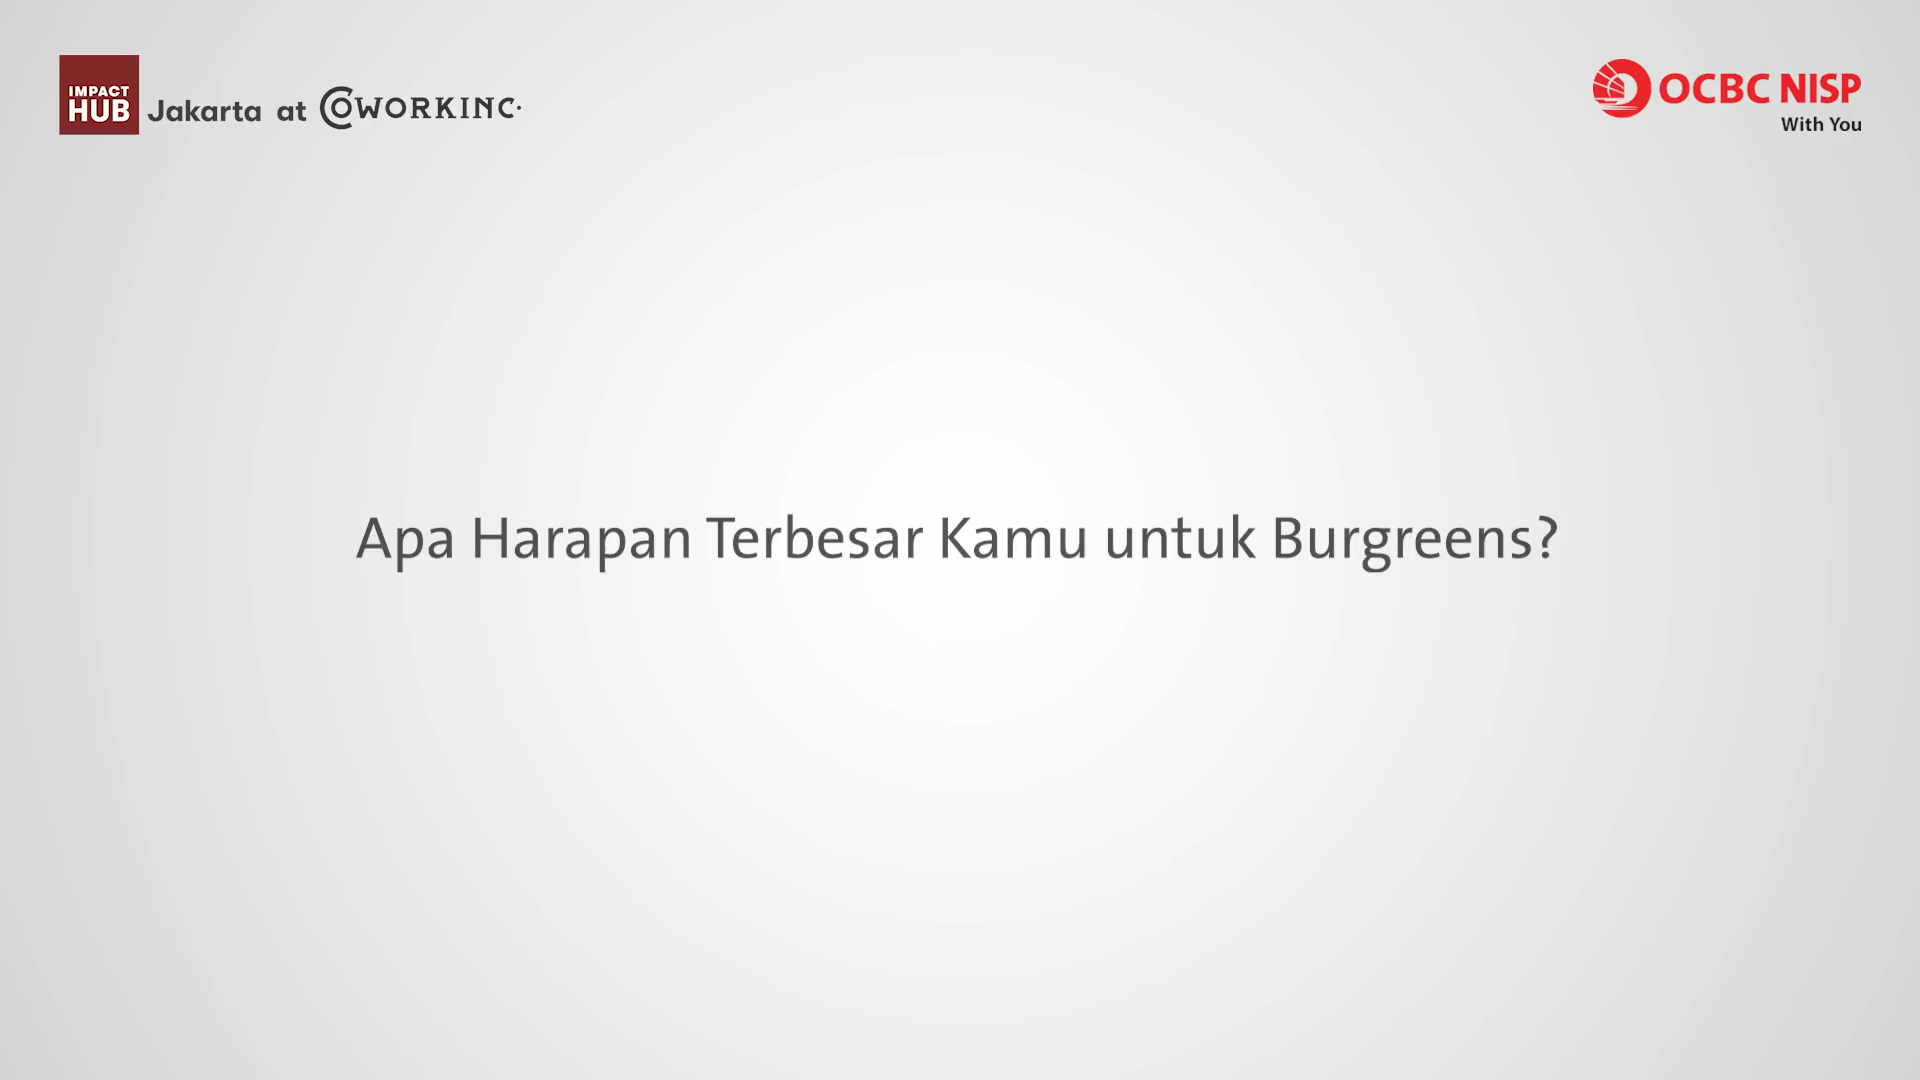 IMPACT
HUB
Jakarta at COWORKINC.
OCBC NISP
With You
Apa Harapan Terbesar Kamu untuk Burgreens?